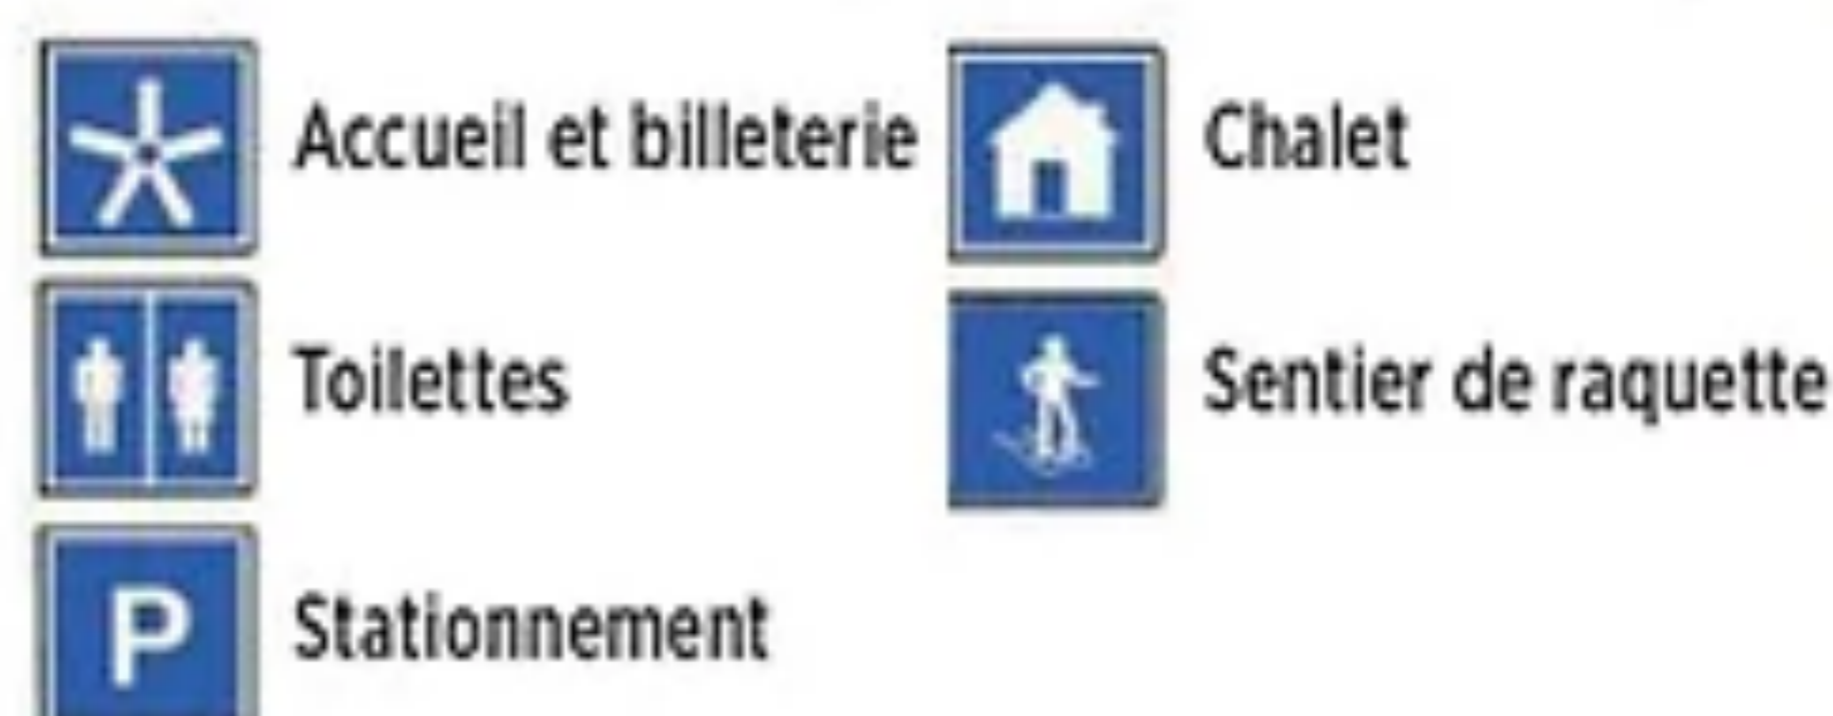 Accueil et billeterie
Chalet
Toilettes
Sentier de raquette
P
Stationnement